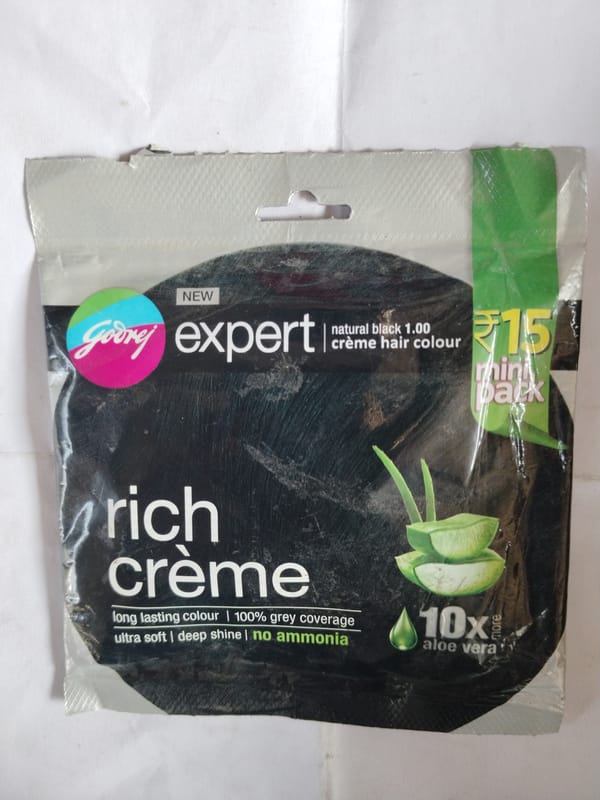 NEW
Godrej
expert
natural black 1.00
crème hair colour
₹15
mini
pack
rich
crème
long lasting colour | 100% grey coverage
ultra soft | deep shine | no ammonia
10x more
aloe vera